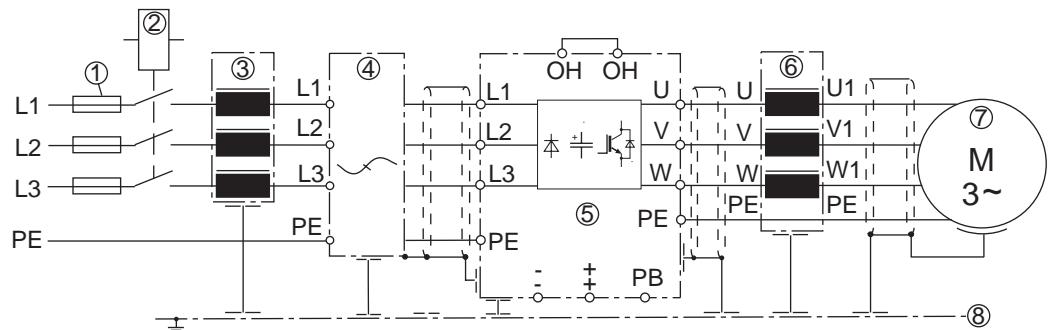 ① ② ③ ④ ⑤ ⑥ ⑦ ⑧
OH OH
L1 L1 L1 U U U1
L2 L2 L2 V V V1
L3 L3 L3 W W W1
PE PE PE PE PE PE
M
3~
- + PB
- +